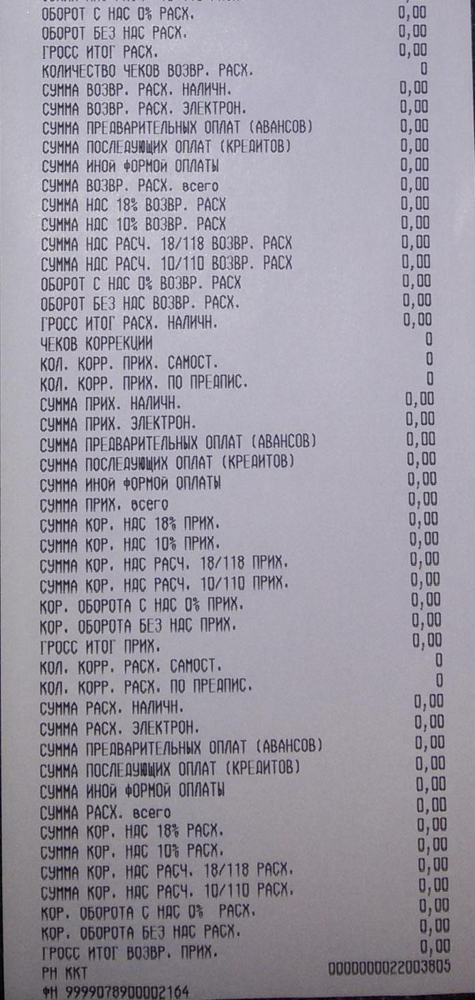 ОБОРОТ С НДС 0% РАСХ. 0,00
ОБОРОТ БЕЗ НДС РАСХ. 0,00
ГРОСС ИТОГ РАСХ. 0,00
КОЛИЧЕСТВО ЧЕКОВ ВОЗВР. РАСХ. 0
СУММА ВОЗВР. РАСХ. НАЛИЧН. 0,00
СУММА ВОЗВР. РАСХ. ЭЛЕКТРОН. 0,00
СУММА ПРЕДВАРИТЕЛЬНЫХ ОПЛАТ (АВАНСОВ) 0,00
СУММА ПОСЛЕДУЮЩИХ ОПЛАТ (КРЕДИТОВ) 0,00
СУММА ИНОЙ ФОРМОЙ ОПЛАТЫ 0,00
СУММА ВОЗВР. РАСХ. всего 0,00
СУММА НДС 18% ВОЗВР. РАСХ 0,00
СУММА НДС 10% ВОЗВР. РАСХ 0,00
СУММА НДС РАСЧ. 18/118 ВОЗВР. РАСХ 0,00
СУММА НДС РАСЧ. 10/110 ВОЗВР. РАСХ 0,00
ОБОРОТ С НДС 0% ВОЗВР. РАСХ 0,00
ОБОРОТ БЕЗ НДС ВОЗВР. РАСХ. 0,00
ГРОСС ИТОГ РАСХ. НАЛИЧН. 0,00
ЧЕКОВ КОРРЕКЦИИ 0
КОЛ. КОРР. ПРИХ. САМОСТ. 0
КОЛ. КОРР. ПРИХ. ПО ПРЕДПИС. 0
СУММА ПРИХ. НАЛИЧН. 0,00
СУММА ПРИХ. ЭЛЕКТРОН. 0,00
СУММА ПРЕДВАРИТЕЛЬНЫХ ОПЛАТ (АВАНСОВ) 0,00
СУММА ПОСЛЕДУЮЩИХ ОПЛАТ (КРЕДИТОВ) 0,00
СУММА ИНОЙ ФОРМОЙ ОПЛАТЫ 0,00
СУММА ПРИХ. всего 0,00
СУММА КОР. НДС 18% ПРИХ. 0,00
СУММА КОР. НДС 10% ПРИХ. 0,00
СУММА КОР. НДС РАСЧ. 18/118 ПРИХ. 0,00
СУММА КОР. НДС РАСЧ. 10/110 ПРИХ. 0,00
КОР. ОБОРОТА С НДС 0% ПРИХ. 0,00
КОР. ОБОРОТА БЕЗ НДС ПРИХ. 0,00
ГРОСС ИТОГ ПРИХ. 0,00
КОЛ. КОРР. РАСХ. САМОСТ. 0
КОЛ. КОРР. РАСХ. ПО ПРЕДПИС. 0
СУММА РАСХ. НАЛИЧН. 0,00
СУММА РАСХ. ЭЛЕКТРОН. 0,00
СУММА ПРЕДВАРИТЕЛЬНЫХ ОПЛАТ (АВАНСОВ) 0,00
СУММА ПОСЛЕДУЮЩИХ ОПЛАТ (КРЕДИТОВ) 0,00
СУММА ИНОЙ ФОРМОЙ ОПЛАТЫ 0,00
СУММА РАСХ. всего 0,00
СУММА КОР. НДС 18% РАСХ. 0,00
СУММА КОР. НДС 10% РАСХ. 0,00
СУММА КОР. НДС РАСЧ. 18/118 РАСХ. 0,00
СУММА КОР. НДС РАСЧ. 10/110 РАСХ. 0,00
КОР. ОБОРОТА С НДС 0% РАСХ. 0,00
КОР. ОБОРОТА БЕЗ НДС РАСХ. 0,00
ГРОСС ИТОГ ВОЗВР. ПРИХ. 0,00
РН ККТ 0000000022003805
ФН 9999078900002164